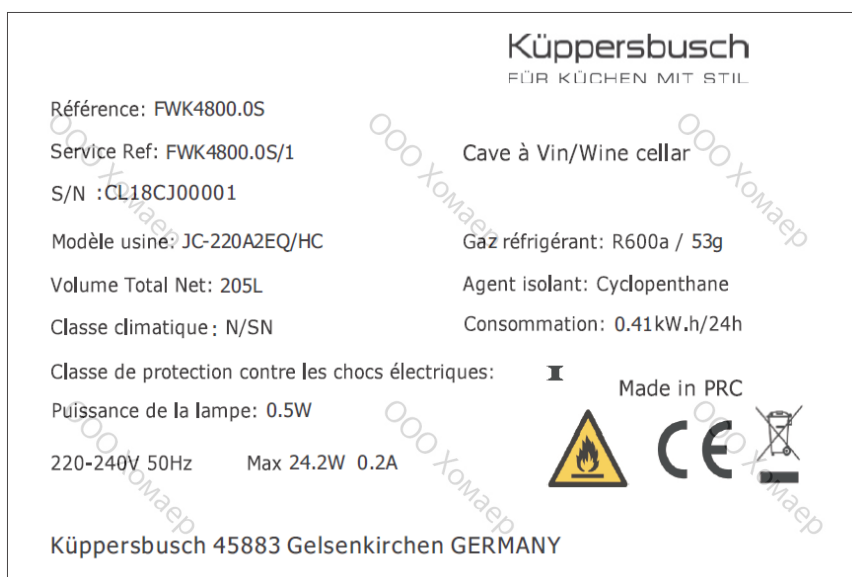 Küppersbusch
FÜR KÜCHEN MIT STIL
Référence: FWK4800.0S
Service Ref: FWK4800.0S/1
Cave à Vin/Wine cellar
S/N :CL18CJ00001
Modèle usine: JC-220A2EQ/HC
Gaz réfrigérant: R600a / 53g
Volume Total Net: 205L
Agent isolant: Cyclopenthane
Classe climatique: N/SN
Consommation: 0.41kW.h/24h
Classe de protection contre les chocs électriques: I
Made in PRC
Puissance de la lampe: 0.5W
CE
220-240V 50Hz Max 24.2W 0.2A
Küppersbusch 45883 Gelsenkirchen GERMANY
ООО Хомаер
ООО Хомаер
ООО Хомаер
ООО Хомаер
ООО Хомаер
ООО Хомаер